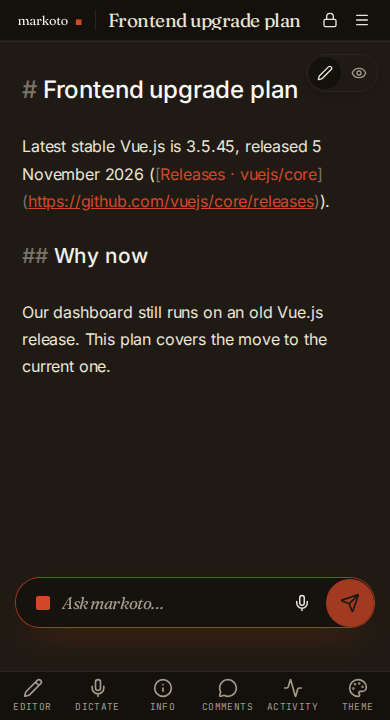 markoto
Frontend upgrade plan
# Frontend upgrade plan
Latest stable Vue.js is 3.5.45, released 5
November 2026 ([Releases · vuejs/core]
(https://github.com/vuejs/core/releases)).
## Why now
Our dashboard still runs on an old Vue.js
release. This plan covers the move to the
current one.
Ask markoto...
EDITOR DICTATE INFO COMMENTS ACTIVITY THEME